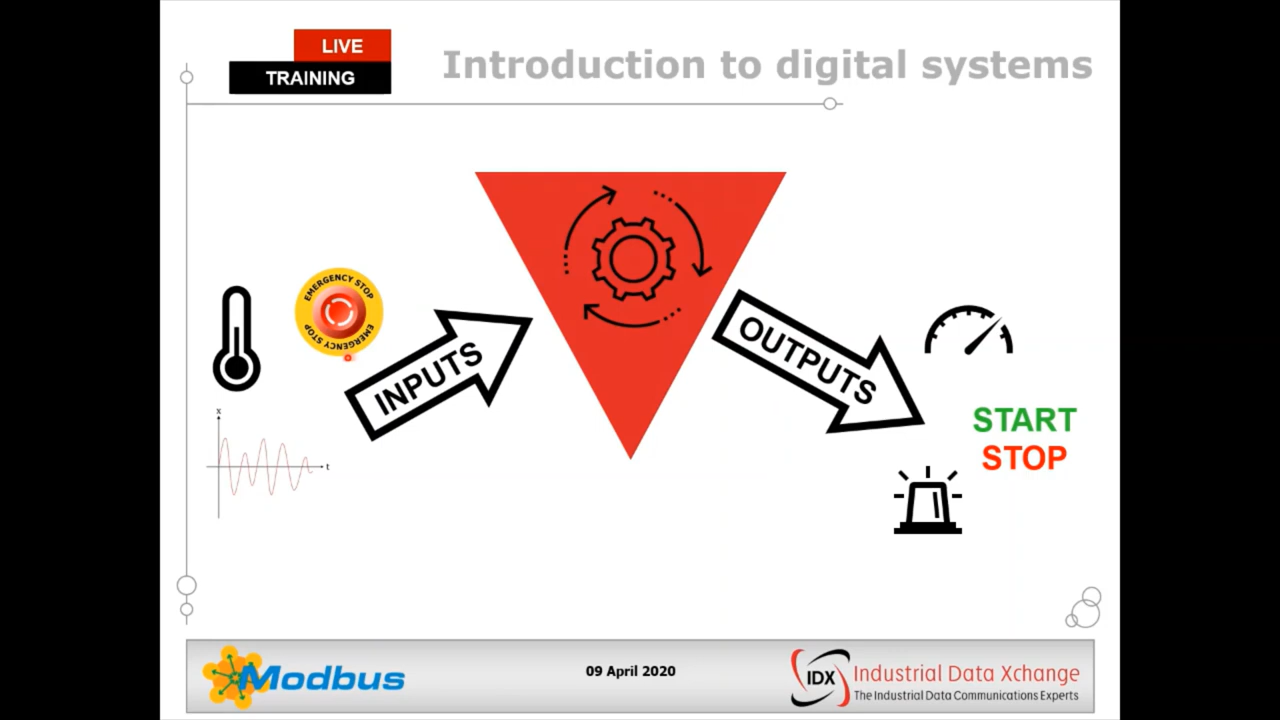 LIVE
TRAINING
Introduction to digital systems
EMERGENCY STOP
EMERGENCY STOP
INPUTS
OUTPUTS
x
t
START
STOP
Modbus
09 April 2020
IDX
Industrial Data Xchange
The Industrial Data Communications Experts